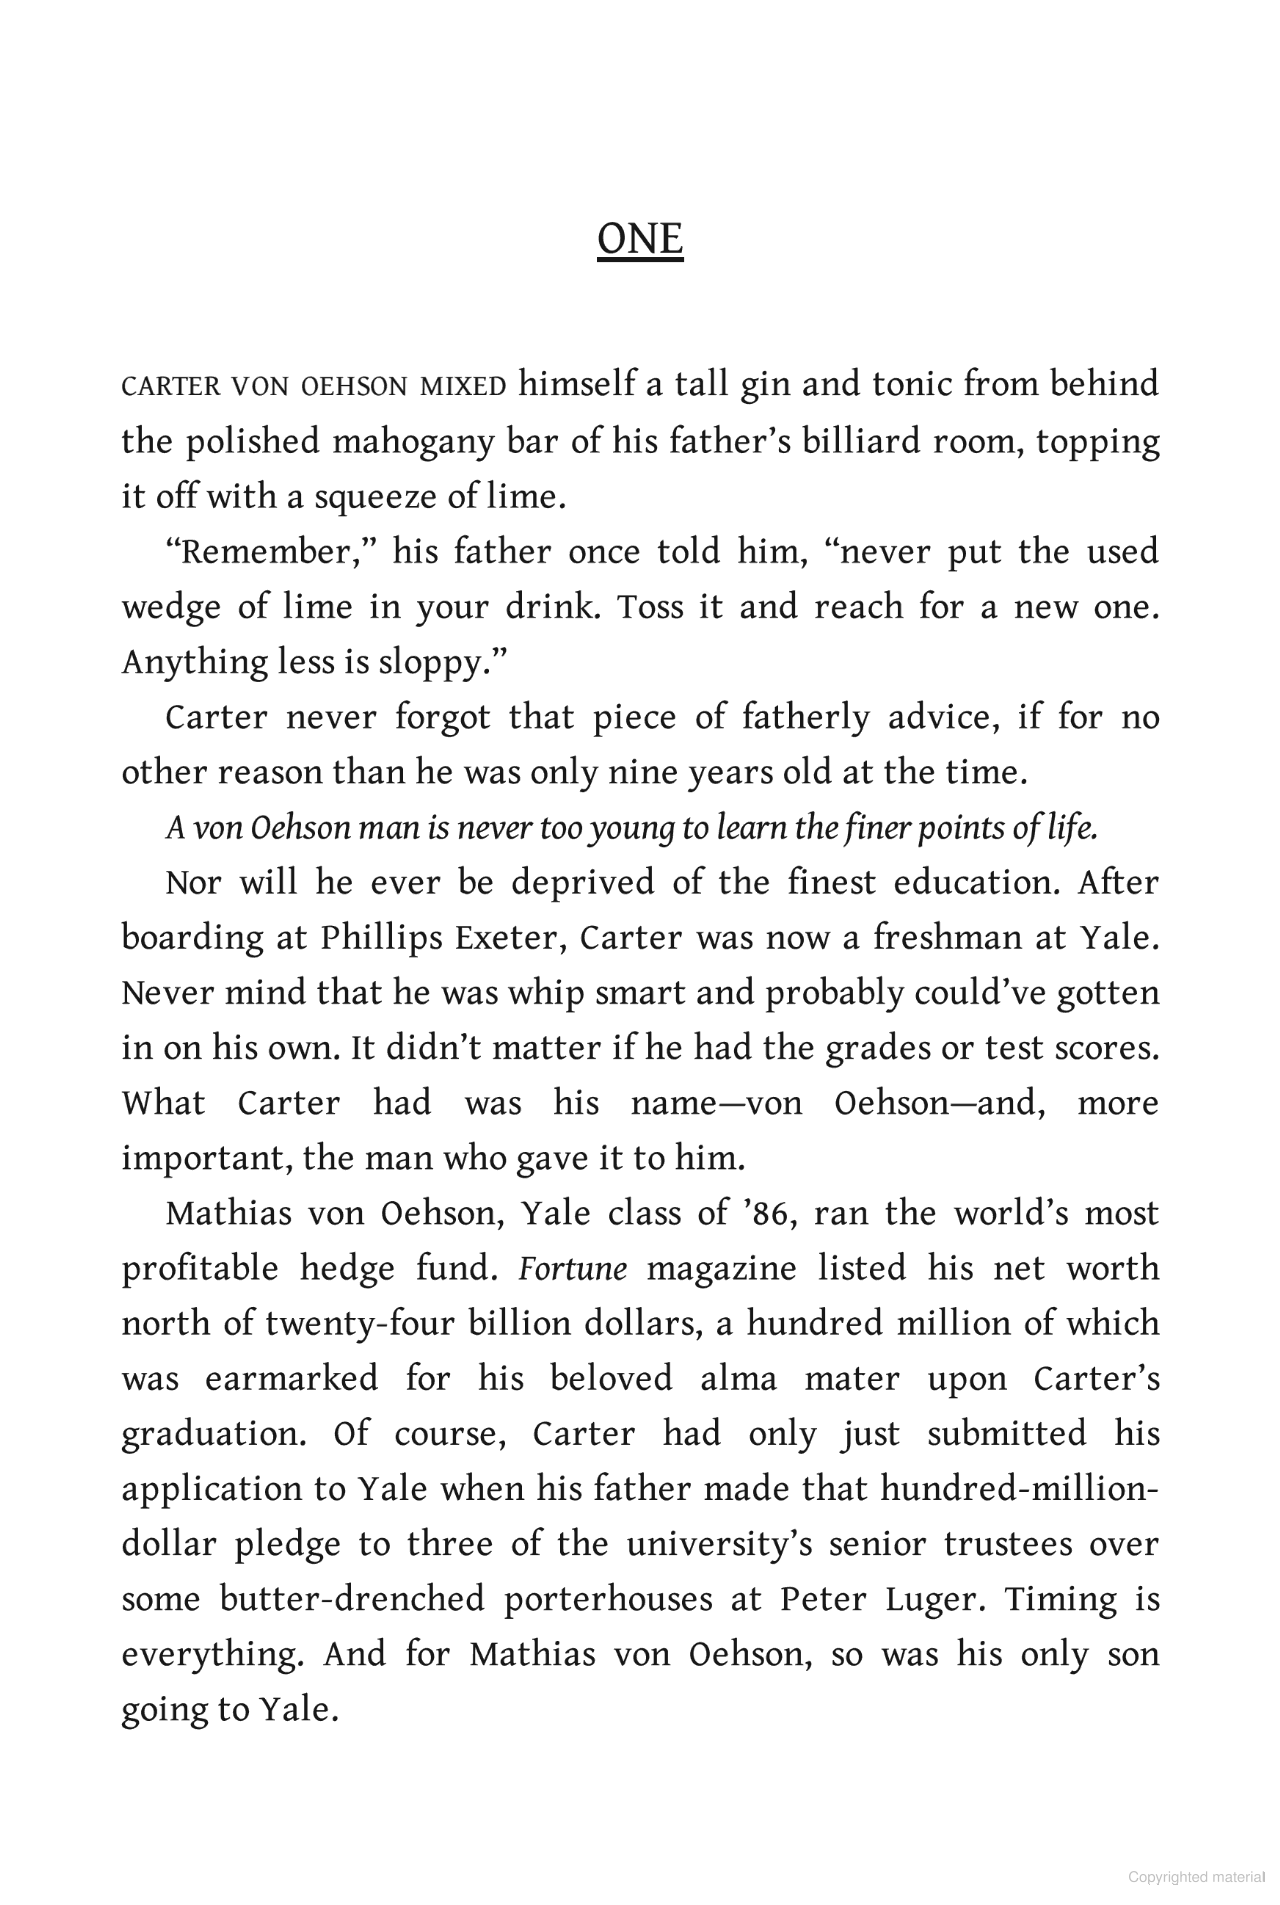 ONE
CARTER VON OEHSON MIXED himself a tall gin and tonic from behind
the polished mahogany bar of his father’s billiard room, topping
it off with a squeeze of lime.
“Remember,” his father once told him, “never put the used
wedge of lime in your drink. Toss it and reach for a new one.
Anything less is sloppy.”
Carter never forgot that piece of fatherly advice, if for no
other reason than he was only nine years old at the time.
A von Oehson man is never too young to learn the finer points of life.
Nor will he ever be deprived of the finest education. After
boarding at Phillips Exeter, Carter was now a freshman at Yale.
Never mind that he was whip smart and probably could’ve gotten
in on his own. It didn’t matter if he had the grades or test scores.
What Carter had was his name—von Oehson—and, more
important, the man who gave it to him.
Mathias von Oehson, Yale class of ’86, ran the world’s most
profitable hedge fund. Fortune magazine listed his net worth
north of twenty-four billion dollars, a hundred million of which
was earmarked for his beloved alma mater upon Carter’s
graduation. Of course, Carter had only just submitted his
application to Yale when his father made that hundred-million-
dollar pledge to three of the university’s senior trustees over
some butter-drenched porterhouses at Peter Luger. Timing is
everything. And for Mathias von Oehson, so was his only son
going to Yale.
Copyrighted material